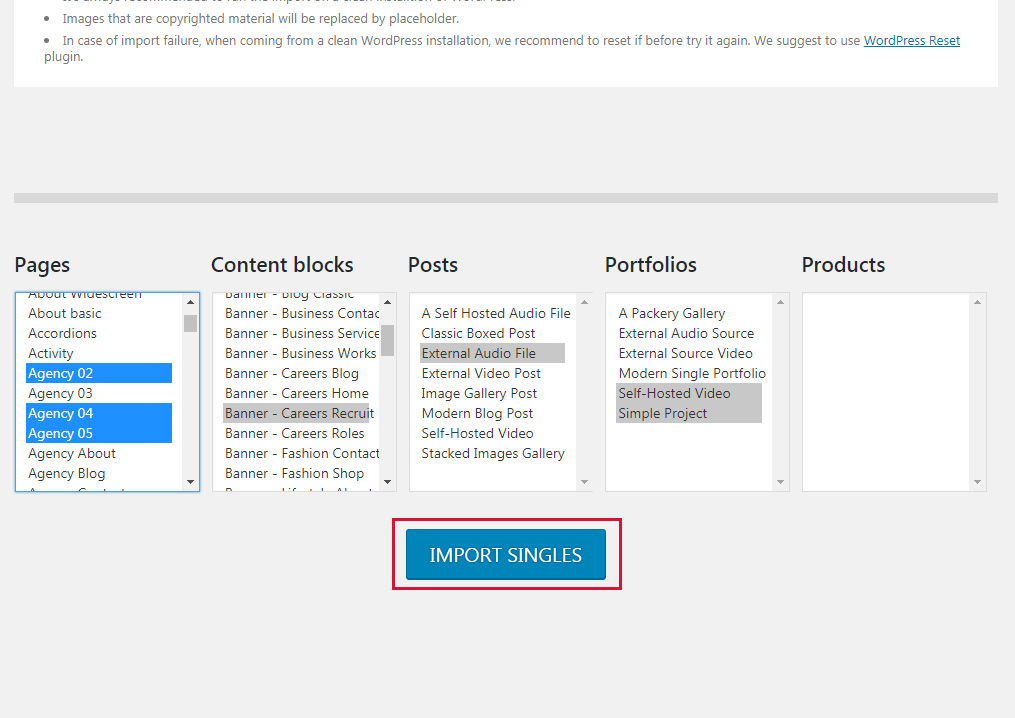 Images that are copyrighted material will be replaced by placeholder.
In case of import failure, when coming from a clean WordPress installation, we recommend to reset if before try it again. We suggest to use WordPress Reset
plugin.
Pages
Content blocks
Posts
Portfolios
Products
About Widescreen
About basic
Accordions
Activity
Agency 02
Agency 03
Agency 04
Agency 05
Agency About
Agency Blog
Banner - Blog Classic
Banner - Business Contac
Banner - Business Service
Banner - Business Works
Banner - Careers Blog
Banner - Careers Home
Banner - Careers Recruit
Banner - Careers Roles
Banner - Fashion Contact
Banner - Fashion Shop
A Self Hosted Audio File
Classic Boxed Post
External Audio File
External Video Post
Image Gallery Post
Modern Blog Post
Self-Hosted Video
Stacked Images Gallery
A Packery Gallery
External Audio Source
External Source Video
Modern Single Portfolio
Self-Hosted Video
Simple Project
IMPORT SINGLES